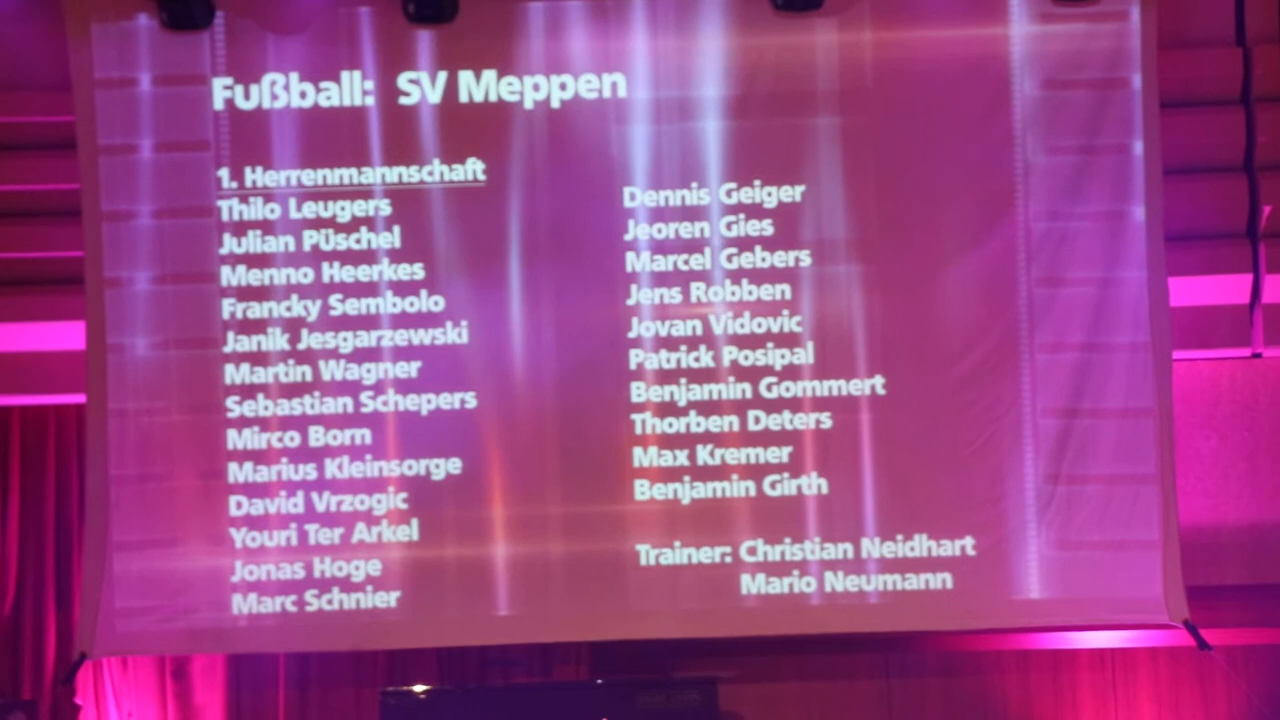 Fußball: SV Meppen
1. Herrenmannschaft
Thilo Leugers
Julian Püschel
Menno Heerkes
Francky Sembolo
Janik Jesgarzewski
Martin Wagner
Sebastian Schepers
Mirco Born
Marius Kleinsorge
David Vrzogic
Youri Ter Arkel
Jonas Hoge
Marc Schnier
Dennis Geiger
Jeoren Gies
Marcel Gebers
Jens Robben
Jovan Vidovic
Patrick Posipal
Benjamin Gommert
Thorben Deters
Max Kremer
Benjamin Girth
Trainer: Christian Neidhart
Mario Neumann